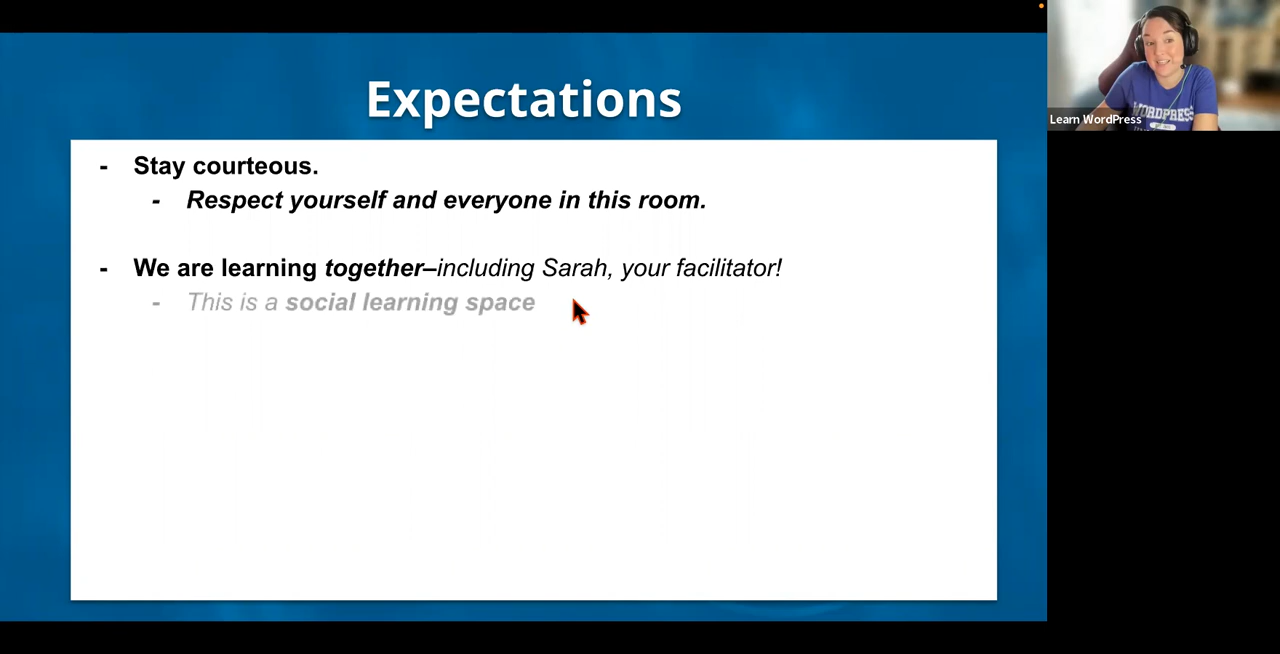 Expectations
- Stay courteous.
- Respect yourself and everyone in this room.
- We are learning together–including Sarah, your facilitator!
- This is a social learning space
WORDPRESS
Learn WordPress